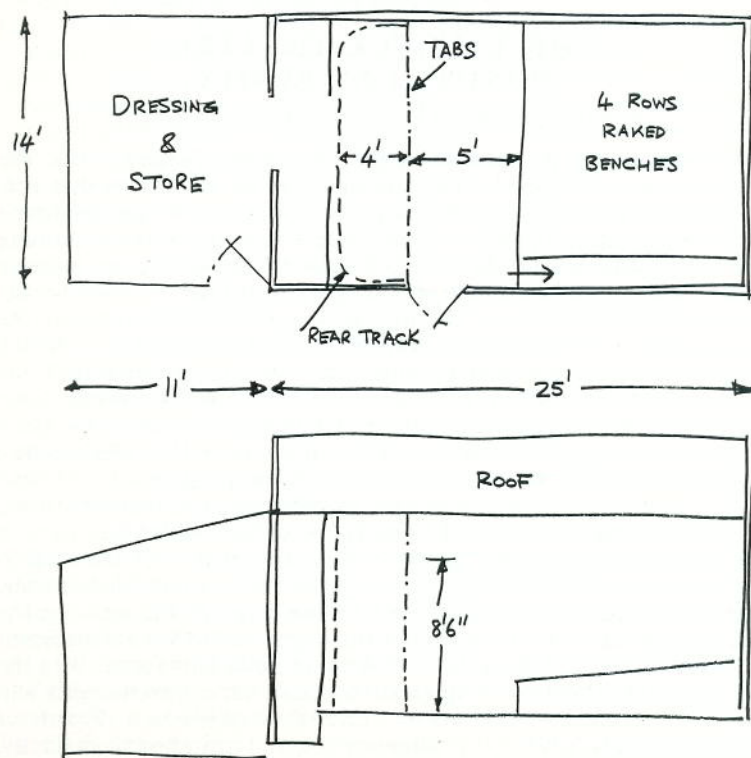 TABS
DRESSING
&
STORE
14'
4'
5'
4 ROWS
RAKED
BENCHES
REAR TRACK
11'
25'
ROOF
8'6"